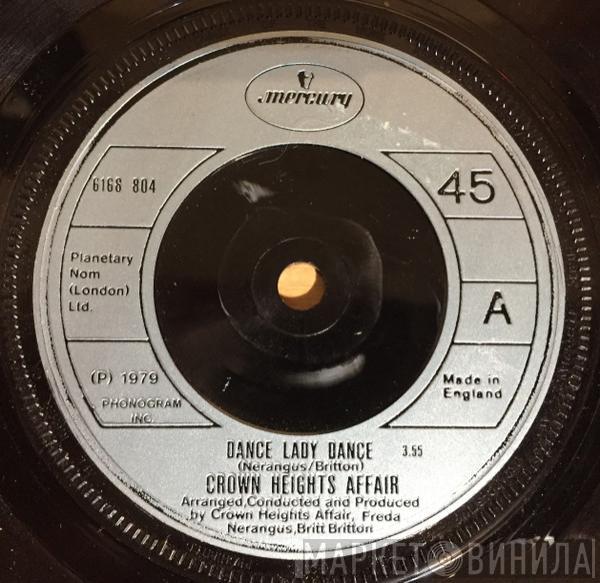 mercury
6168 804
45
Planetary
Nom
(London)
Ltd.
A
(P) 1979
PHONOGRAM
INC.
Made in
England
DANCE LADY DANCE 3.55
(Nerangus/Britton)
CROWN HEIGHTS AFFAIR
Arranged,Conducted and Produced
by Crown Heights Affair, Freda
Nerangus,Britt Britton
МАРКЕТ ВИНИЛА